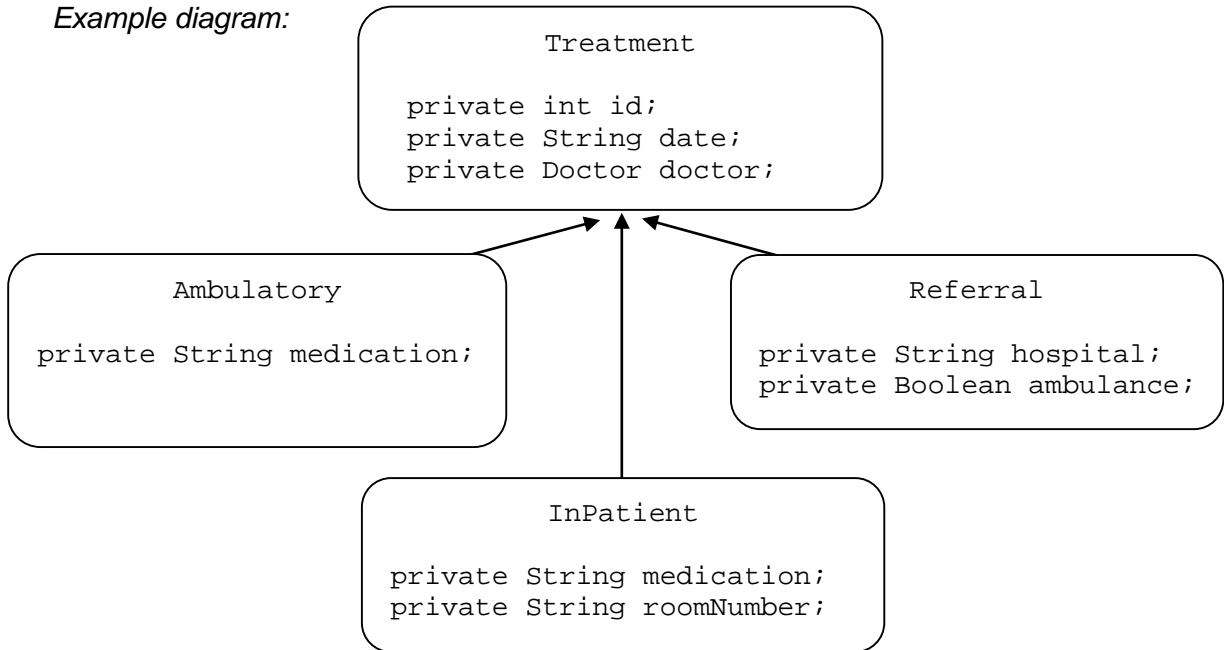 Example diagram:
Treatment
private int id;
private String date;
private Doctor doctor;
Ambulatory
private String medication;
Referral
private String hospital;
private Boolean ambulance;
InPatient
private String medication;
private String roomNumber;